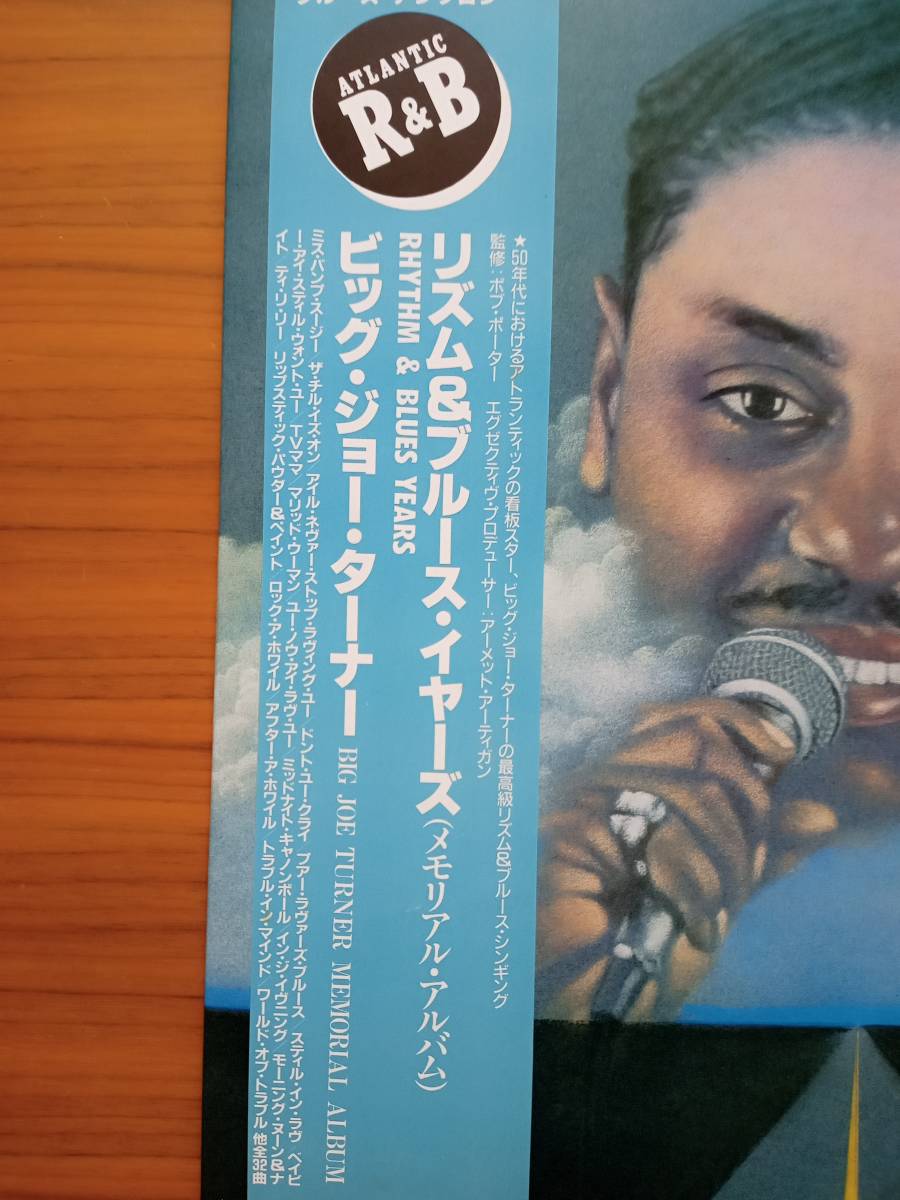 ATLANTIC
R&B
★50年代におけるアトランティックの看板スター、ビッグ・ジョー・ターナーの最高級リズム&ブルース・シンギング
監修:ボブ・ポーター エグゼクティヴ・プロデューサー:アーメット・アーティガン
リズム&ブルース・イヤーズ(メモリアル・アルバム)
RHYTHM & BLUES YEARS
ビッグ・ジョー・ターナー BIG JOE TURNER MEMORIAL ALBUM
ミス・パンプ・スージー/ザ・チル・イズ・オン/アイル・ネヴァー・ストップ・ラヴィング・ユー/ドント・ユー・クライ プアー・ラヴァーズ・ブルース/スティル・イン・ラヴ ベイビ
ー・アイ・スティル・ウォント・ユー TVママ/マリッド・ウーマン ユー・ノウ・アイ・ラヴ・ユー ミッドナイト・キャノンボール/イン・ジ・イヴニング/モーニング・ヌーン&ナ
イト ティ・リ・リー リップスティック・パウダー&ペイント ロック・ア・ホワイル アフター・ア・ホワイル/トラブル・イン・マインド/ワールド・オブ・トラブル 他全32曲